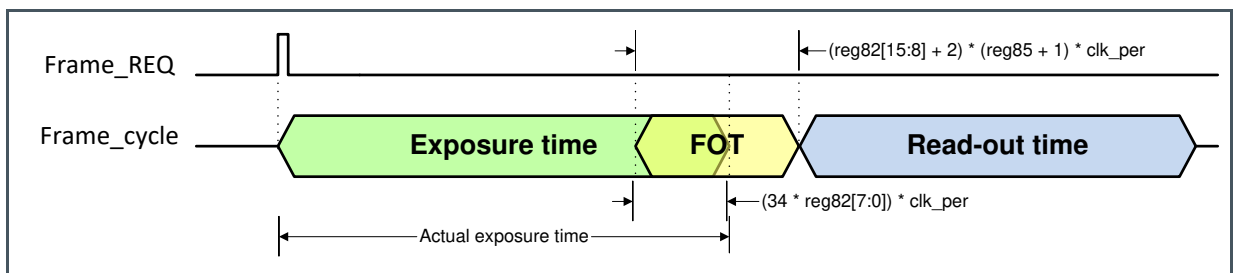 Frame_REQ
(reg82[15:8] + 2) * (reg85 + 1) * clk_per
Frame_cycle
Exposure time
FOT
Read-out time
(34 * reg82[7:0]) * clk_per
Actual exposure time